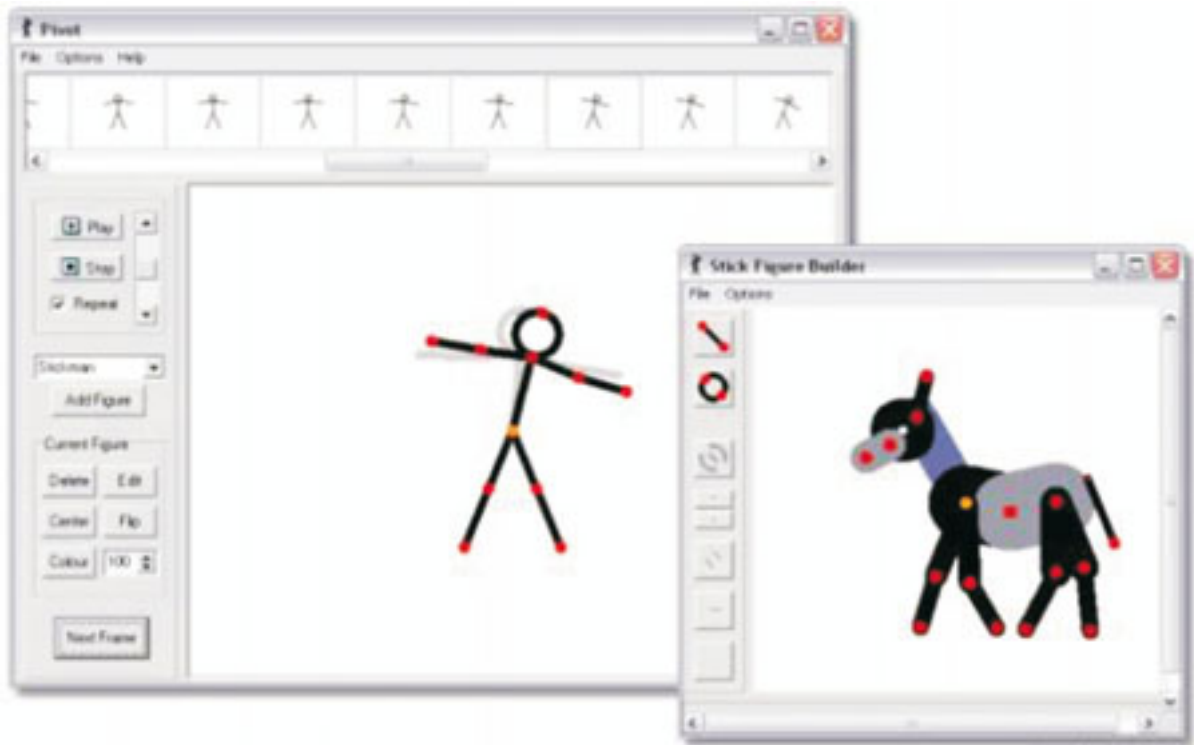 Pivot
File Options Help
Play
Stop
Repeat
Stickman
Add Figure
Current Figure
Delete Edit
Center Flip
Colour 100
Next Frame
Stick Figure Builder
File Options